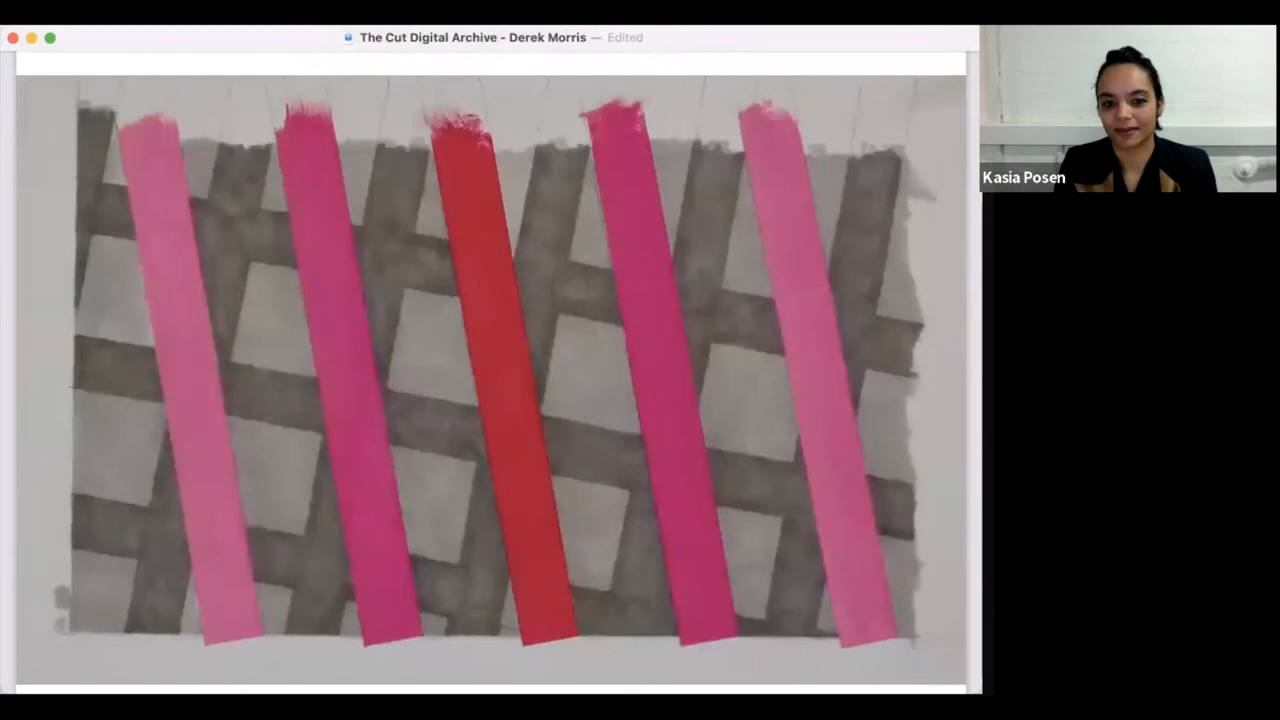 The Cut Digital Archive - Derek Morris — Edited
Kasia Posen